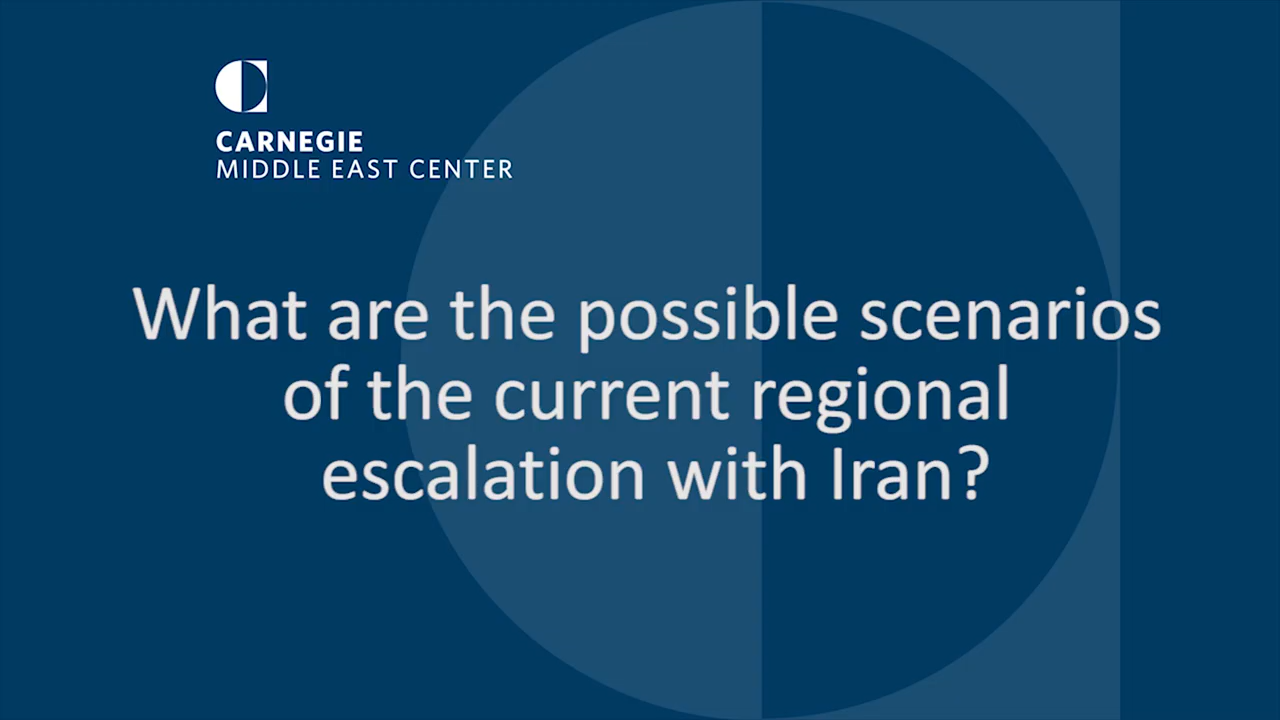 CARNEGIE
MIDDLE EAST CENTER
What are the possible scenarios
of the current regional
escalation with Iran?